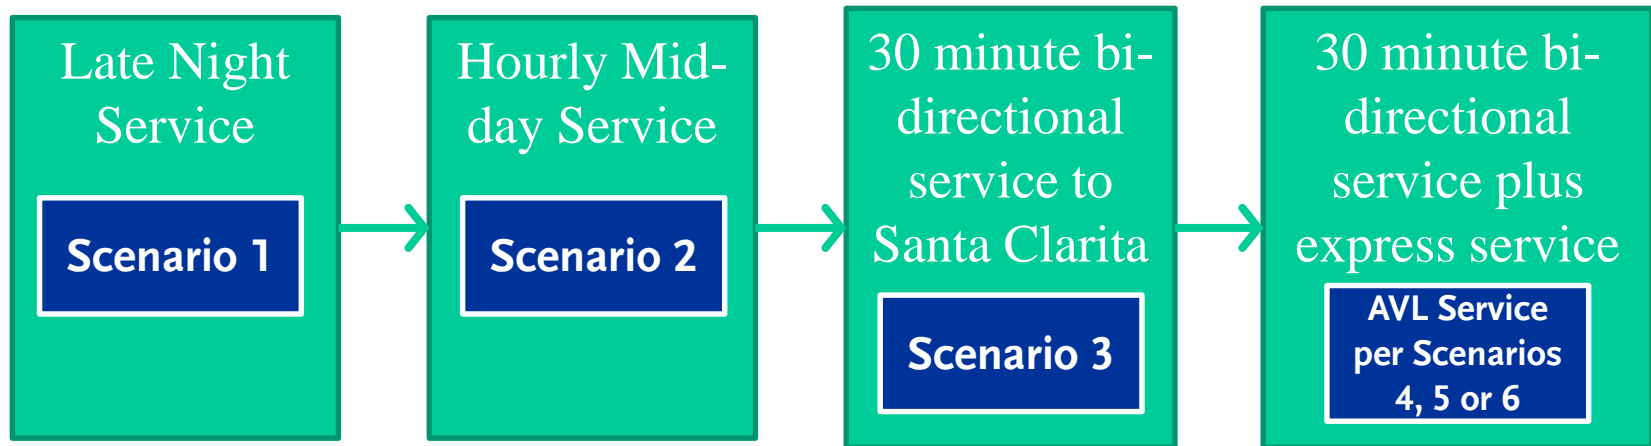 Late Night
Service
Scenario 1
Hourly Mid-
day Service
Scenario 2
30 minute bi-
directional
service to
Santa Clarita
Scenario 3
30 minute bi-
directional
service plus
express service
AVL Service
per Scenarios
4, 5 or 6